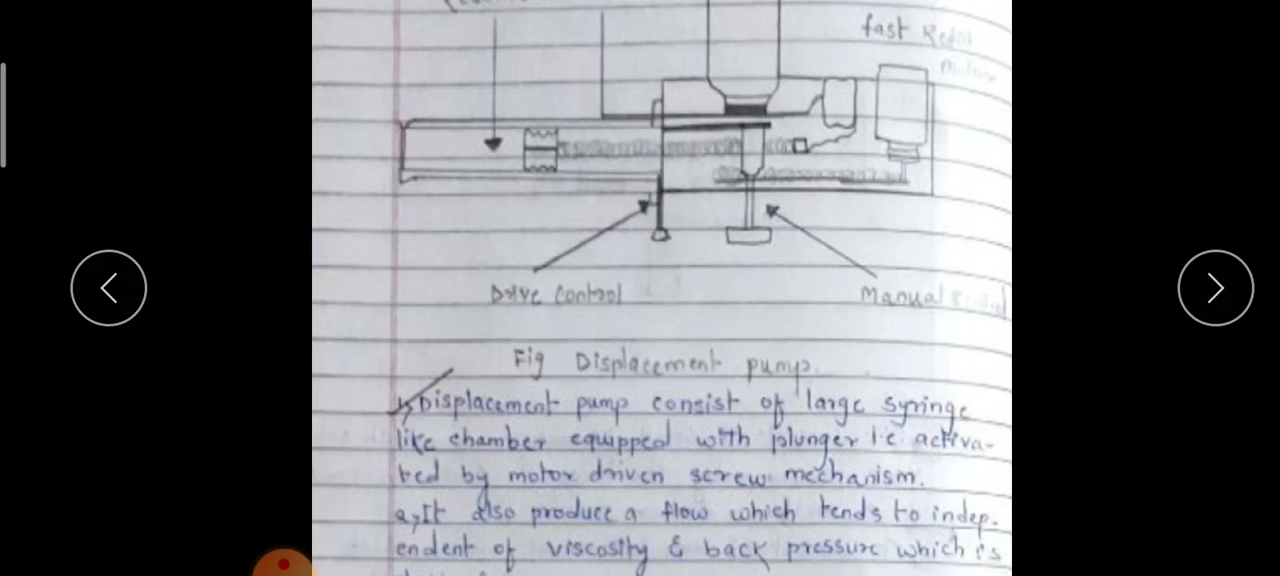 fast
Drive Control
Manual
Fig Displacement pump.
1, Displacement pump consist of large syringe
like chamber equipped with plunger i.e. activa-
ted by motor driven screw mechanism.
2, It also produce a flow which tends to indep.
endent of viscosity & back pressure which is